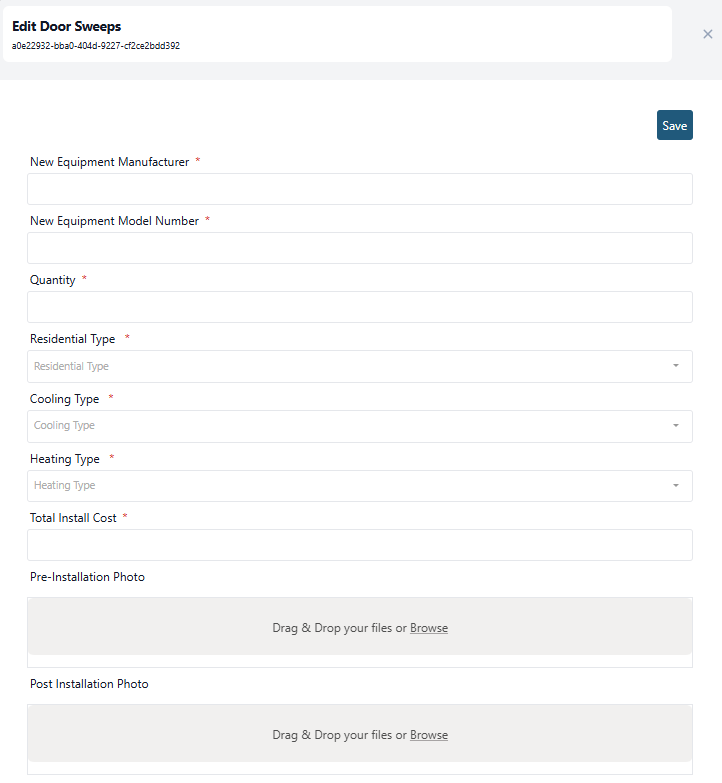 Edit Door Sweeps
a0e22932-bba0-404d-9227-cf2ce2bdd392
Save
New Equipment Manufacturer *
New Equipment Model Number *
Quantity *
Residential Type *
Residential Type
Cooling Type *
Cooling Type
Heating Type *
Heating Type
Total Install Cost *
Pre-Installation Photo
Drag & Drop your files or Browse
Post Installation Photo
Drag & Drop your files or Browse